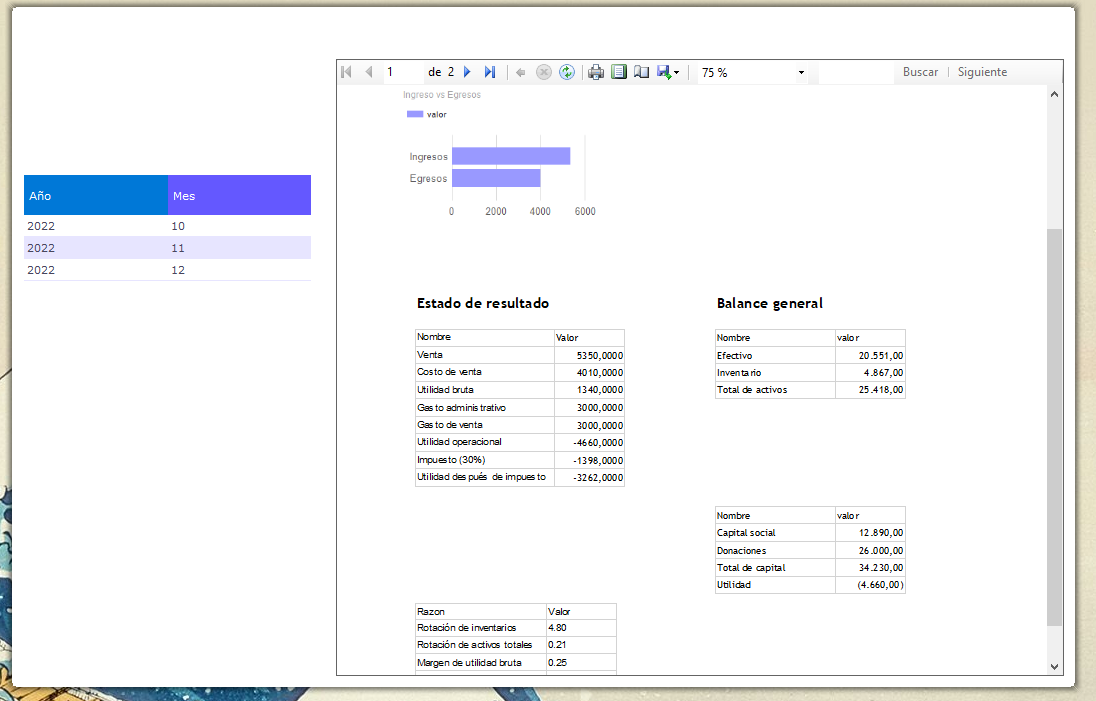 1 de 2 75 % Buscar Siguiente
Ingreso vs Egresos
valor
Ingresos
Egresos
0 2000 4000 6000
Año Mes
2022 10
2022 11
2022 12
Estado de resultado
Nombre Valor
Venta 5350,0000
Costo de venta 4010,0000
Utilidad bruta 1340,0000
Gasto administrativo 3000,0000
Gasto de venta 3000,0000
Utilidad operacional -4660,0000
Impuesto (30%) -1398,0000
Utilidad después de impuesto -3262,0000
Balance general
Nombre valor
Efectivo 20.551,00
Inventario 4.867,00
Total de activos 25.418,00
Nombre valor
Capital social 12.890,00
Donaciones 26.000,00
Total de capital 34.230,00
Utilidad (4.660,00)
Razon Valor
Rotación de inventarios 4.80
Rotación de activos totales 0.21
Margen de utilidad bruta 0.25